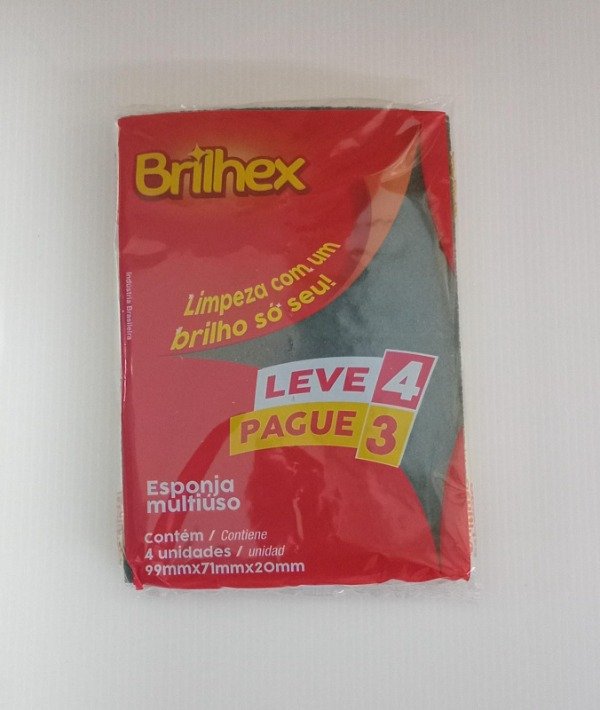 Brilhex
Indústria Brasileira
Limpeza com um
brilho só seu!
LEVE 4
PAGUE 3
Esponja
multiúso
Contém / Contiene
4 unidades / unidad
99mmx71mmx20mm